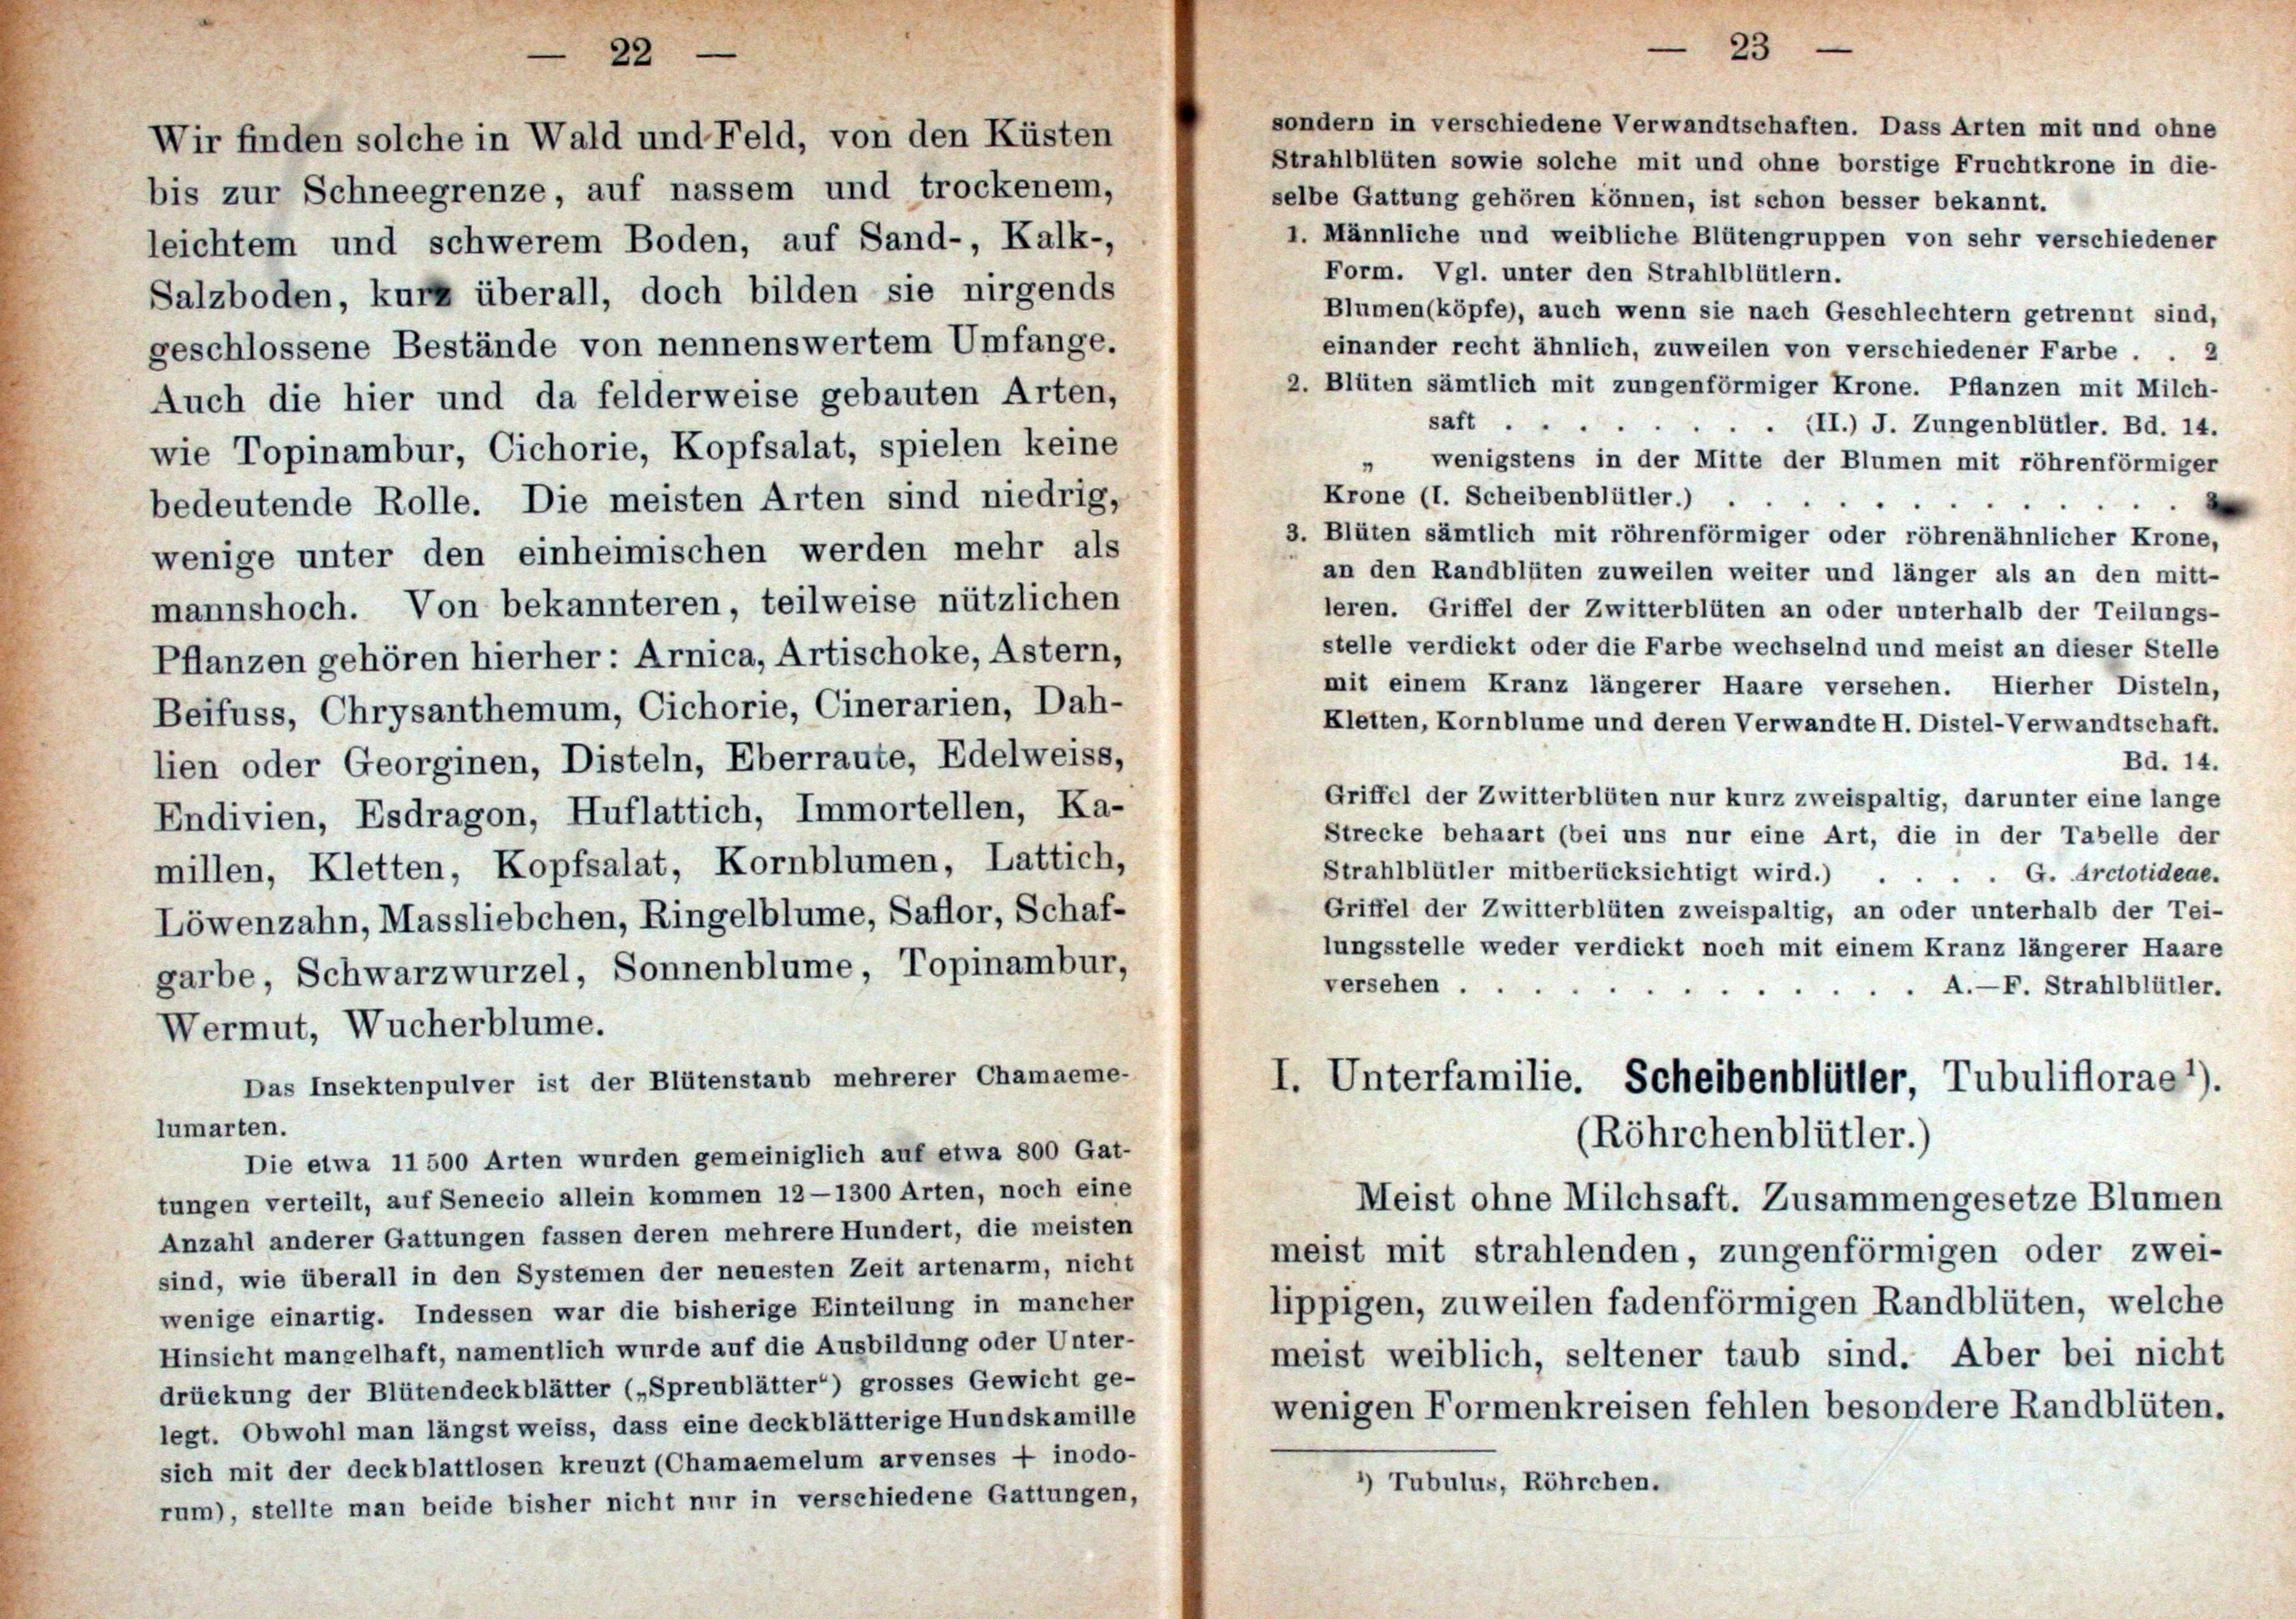 — 22 —
Wir finden solche in Wald und Feld, von den Küsten
bis zur Schneegrenze, auf nassem und trockenem,
leichtem und schwerem Boden, auf Sand-, Kalk-,
Salzboden, kurz überall, doch bilden sie nirgends
geschlossene Bestände von nennenswertem Umfange.
Auch die hier und da felderweise gebauten Arten,
wie Topinambur, Cichorie, Kopfsalat, spielen keine
bedeutende Rolle. Die meisten Arten sind niedrig,
wenige unter den einheimischen werden mehr als
mannshoch. Von bekannteren, teilweise nützlichen
Pflanzen gehören hierher: Arnica, Artischoke, Astern,
Beifuss, Chrysanthemum, Cichorie, Cinerarien, Dah-
lien oder Georginen, Disteln, Eberraute, Edelweiss,
Endivien, Esdragon, Huflattich, Immortellen, Ka-
millen, Kletten, Kopfsalat, Kornblumen, Lattich,
Löwenzahn, Massliebchen, Ringelblume, Saflor, Schaf-
garbe, Schwarzwurzel, Sonnenblume, Topinambur,
Wermut, Wucherblume.
Das Insektenpulver ist der Blütenstaub mehrerer Chamaeme-
lumarten.
Die etwa 11 500 Arten wurden gemeiniglich auf etwa 800 Gat-
tungen verteilt, auf Senecio allein kommen 12—1300 Arten, noch eine
Anzahl anderer Gattungen fassen deren mehrere Hundert, die meisten
sind, wie überall in den Systemen der neuesten Zeit artenarm, nicht
wenige einartig. Indessen war die bisherige Einteilung in mancher
Hinsicht mangelhaft, namentlich wurde auf die Ausbildung oder Unter-
drückung der Blütendeckblätter („Spreublätter“) grosses Gewicht ge-
legt. Obwohl man längst weiss, dass eine deckblätterige Hundskamille
sich mit der deckblattlosen kreuzt (Chamaemelum arvenses + inodo-
rum), stellte man beide bisher nicht nur in verschiedene Gattungen,
— 23 —
sondern in verschiedene Verwandtschaften. Dass Arten mit und ohne
Strahlblüten sowie solche mit und ohne borstige Fruchtkrone in die-
selbe Gattung gehören können, ist schon besser bekannt.
1. Männliche und weibliche Blütengruppen von sehr verschiedener
Form. Vgl. unter den Strahlblütlern.
Blumen(köpfe), auch wenn sie nach Geschlechtern getrennt sind,
einander recht ähnlich, zuweilen von verschiedener Farbe . . 2
2. Blüten sämtlich mit zungenförmiger Krone. Pflanzen mit Milch-
saft . . . . . . . . . . (II.) J. Zungenblütler. Bd. 14.
„ wenigstens in der Mitte der Blumen mit röhrenförmiger
Krone (I. Scheibenblütler.) . . . . . . . . . . . . .
3. Blüten sämtlich mit röhrenförmiger oder röhrenähnlicher Krone,
an den Randblüten zuweilen weiter und länger als an den mitt-
leren. Griffel der Zwitterblüten an oder unterhalb der Teilungs-
stelle verdickt oder die Farbe wechselnd und meist an dieser Stelle
mit einem Kranz längerer Haare versehen. Hierher Disteln,
Kletten, Kornblume und deren Verwandte H. Distel-Verwandtschaft.
Bd. 14.
Griffel der Zwitterblüten nur kurz zweispaltig, darunter eine lange
Strecke behaart (bei uns nur eine Art, die in der Tabelle der
Strahlblütler mitberücksichtigt wird.) . . . . G. Arctotideae.
Griffel der Zwitterblüten zweispaltig, an oder unterhalb der Tei-
lungsstelle weder verdickt noch mit einem Kranz längerer Haare
versehen . . . . . . . . . . . . . A.—F. Strahlblütler.
I. Unterfamilie. Scheibenblütler, Tubuliflorae¹).
(Röhrchenblütler.)
Meist ohne Milchsaft. Zusammengesetze Blumen
meist mit strahlenden, zungenförmigen oder zwei-
lippigen, zuweilen fadenförmigen Randblüten, welche
meist weiblich, seltener taub sind. Aber bei nicht
wenigen Formenkreisen fehlen besondere Randblüten.
¹) Tubulus, Röhrchen.